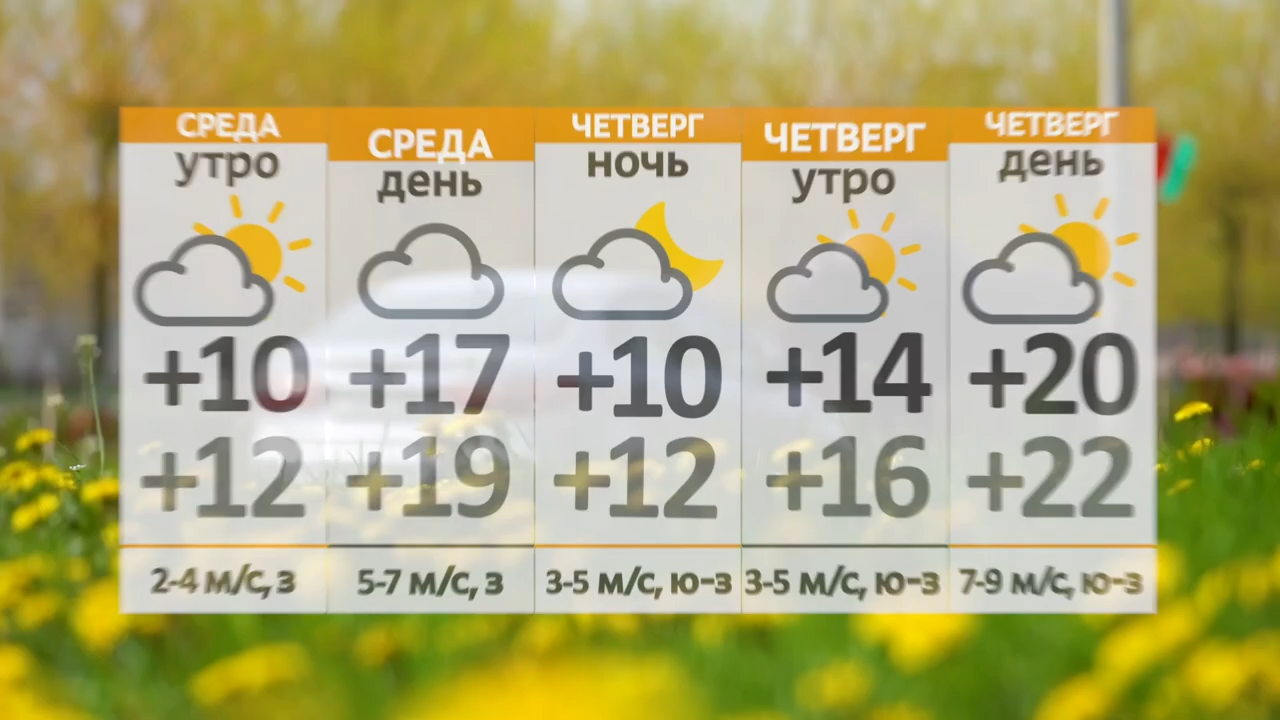 СРЕДА
утро
+10
+12
2-4 м/с, з
СРЕДА
день
+17
+19
5-7 м/с, з
ЧЕТВЕРГ
ночь
+10
+12
3-5 м/с, ю-з
ЧЕТВЕРГ
утро
+14
+16
3-5 м/с, ю-з
ЧЕТВЕРГ
день
+20
+22
7-9 м/с, ю-з